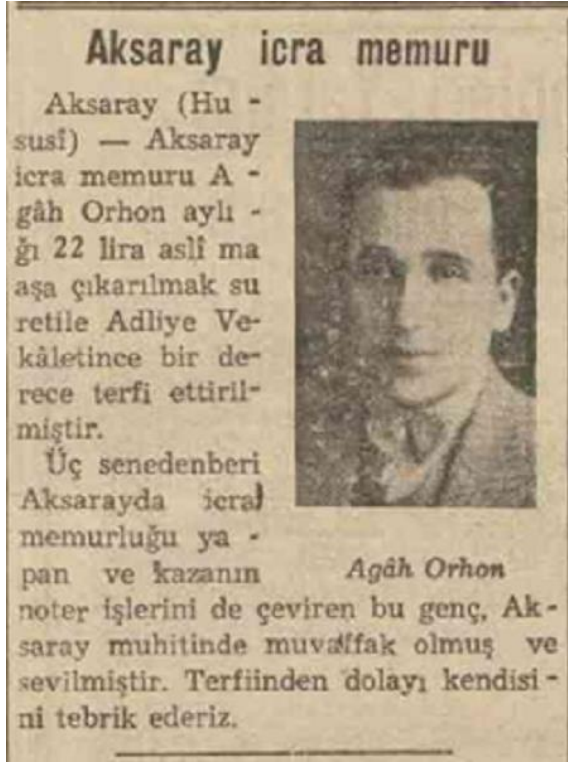 Aksaray icra memuru
Aksaray (Hu -
susî) — Aksaray
icra memuru A -
gâh Orhon aylı -
ğı 22 lira aslî ma
aşa çıkarılmak su
retile Adliye Ve-
kâletince bir de-
rece terfi ettiril-
miştir.
Üç senedenberi
Aksarayda icra
memurluğu ya -
pan ve kazanın
Agâh Orhon
noter işlerini de çeviren bu genç, Ak-
saray muhitinde muvaffak olmuş ve
sevilmiştir. Terfiinden dolayı kendisi -
ni tebrik ederiz.